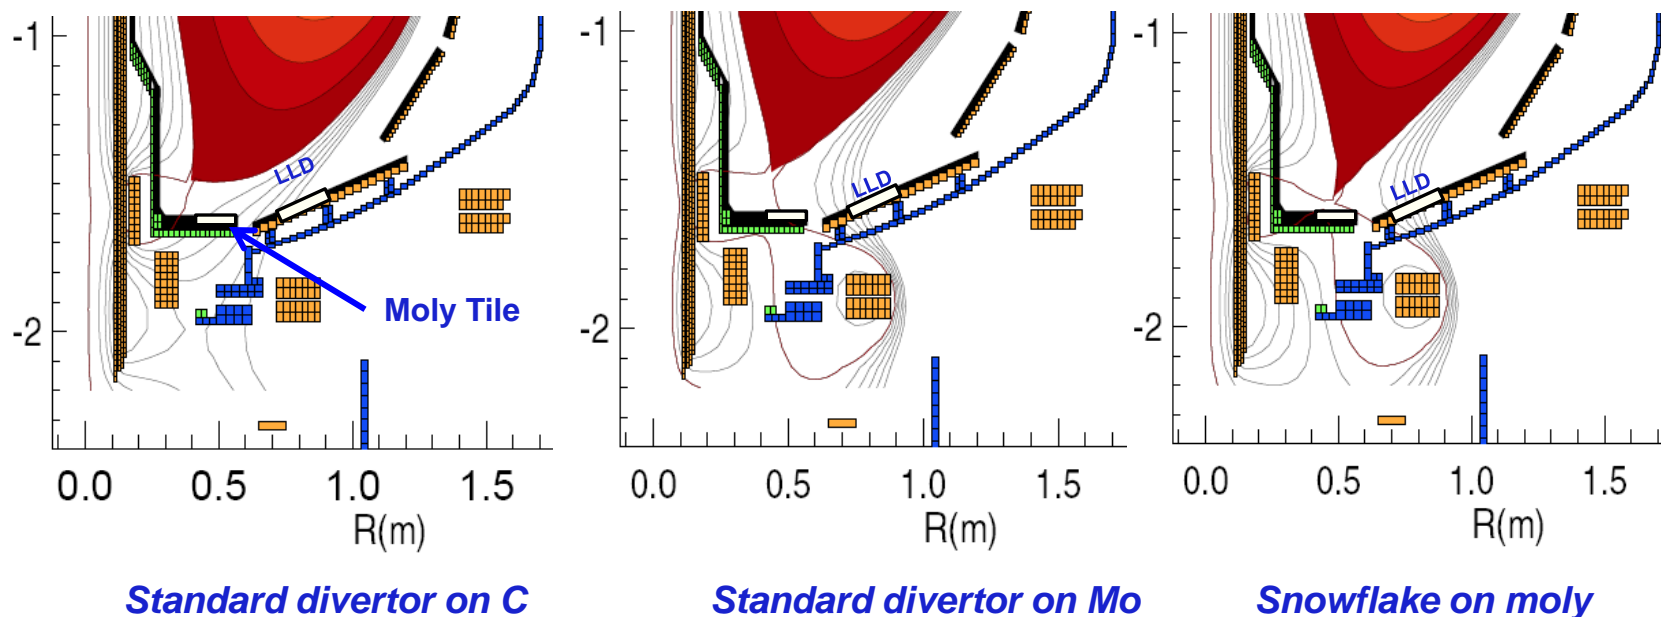 -1
-2
LLD
Moly Tile
0.0 0.5 1.0 1.5
R(m)
Standard divertor on C
-1
-2
LLD
0.0 0.5 1.0 1.5
R(m)
Standard divertor on Mo
-1
-2
LLD
0.0 0.5 1.0 1.5
R(m)
Snowflake on moly